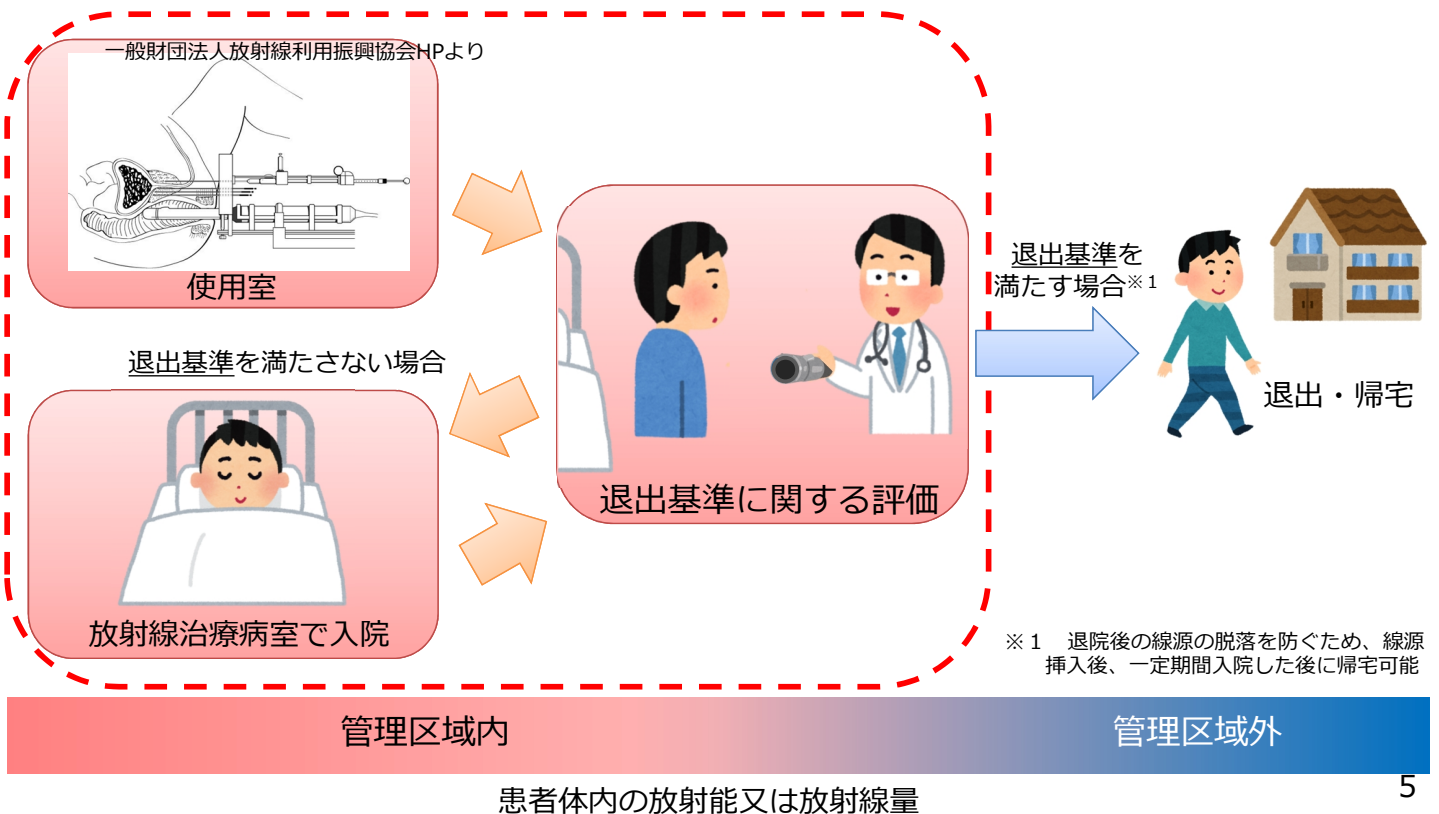 一般財団法人放射線利用振興協会HPより
使用室
退出基準を満たさない場合
放射線治療病室で入院
退出基準に関する評価
退出基準を
満たす場合※１
退出・帰宅
※１　退院後の線源の脱落を防ぐため、線源
挿入後、一定期間入院した後に帰宅可能
管理区域内
管理区域外
患者体内の放射能又は放射線量
5